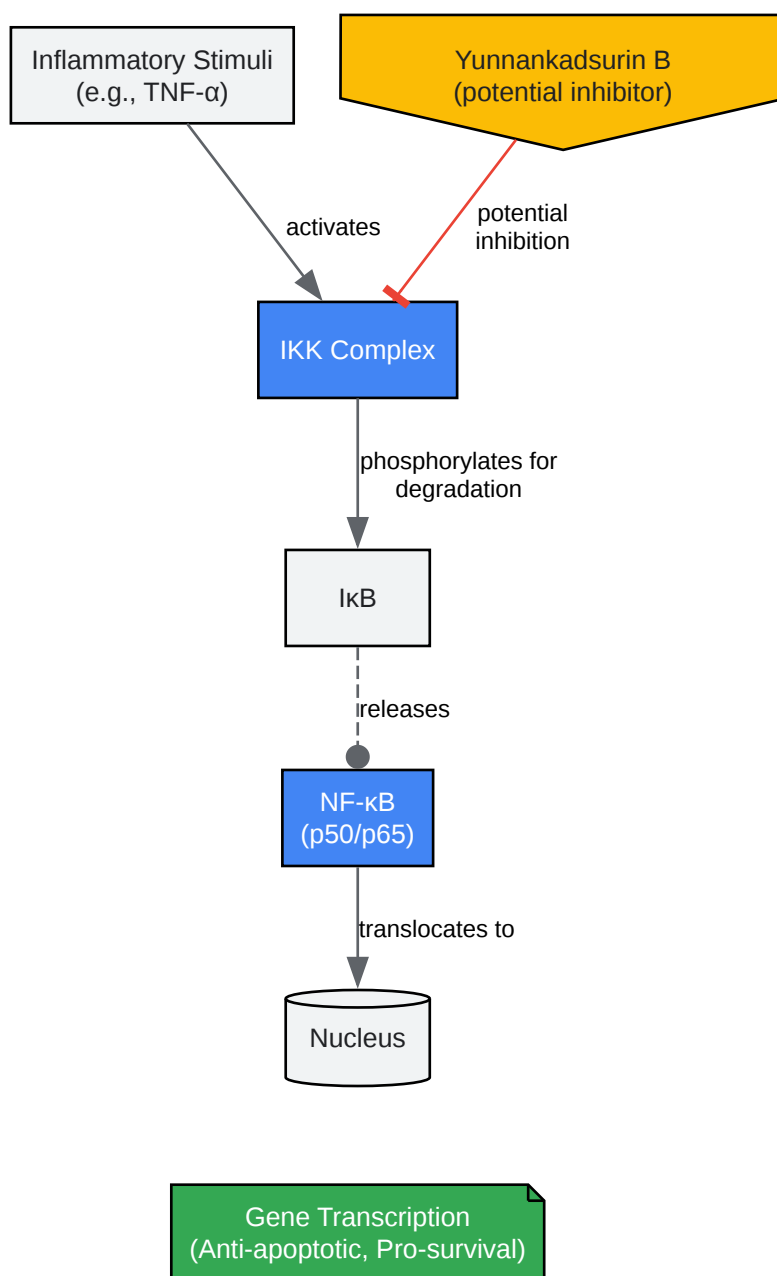 Inflammatory Stimuli
(e.g., TNF-α)
Yunnankadsurin B
(potential inhibitor)
activates
potential
inhibition
IKK Complex
phosphorylates for
degradation
IκB
releases
NF-κB
(p50/p65)
translocates to
Nucleus
Gene Transcription
(Anti-apoptotic, Pro-survival)